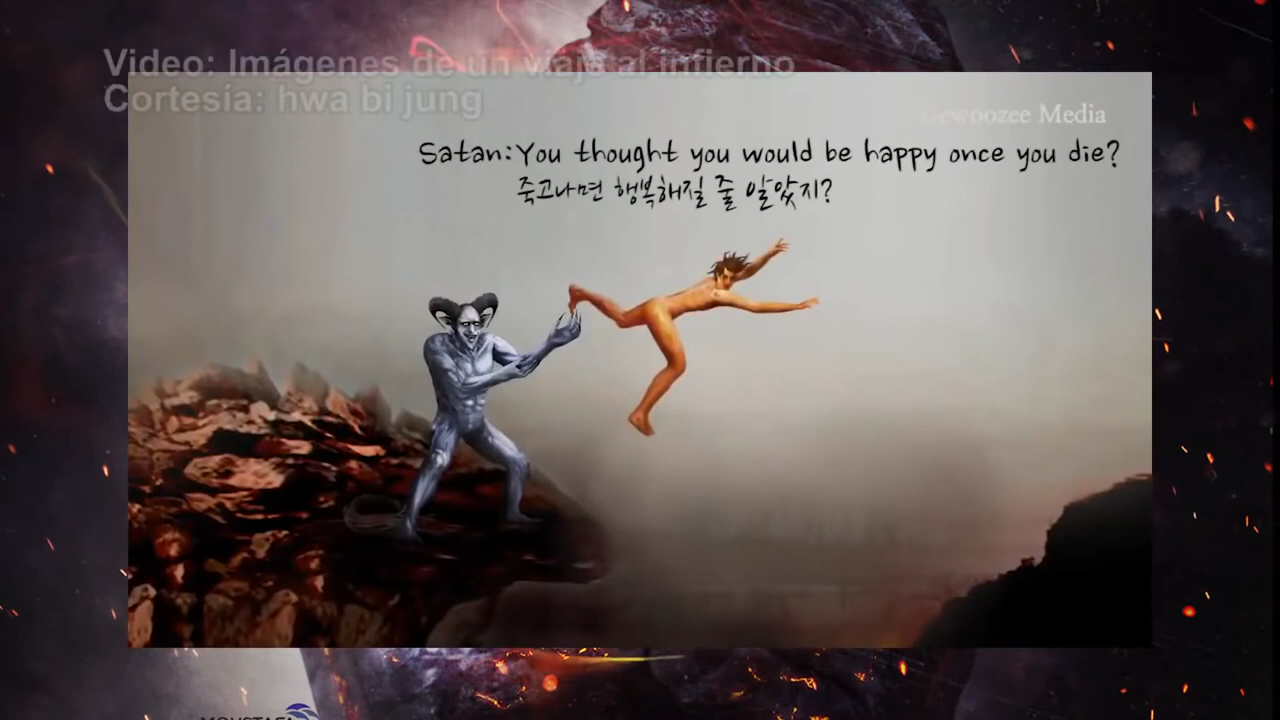 Video: Imágenes de un viaje al infierno
Cortesía: hwa bi jung
Media
Satan:You thought you would be happy once you die?
죽고나면 행복해질 줄 알았지?